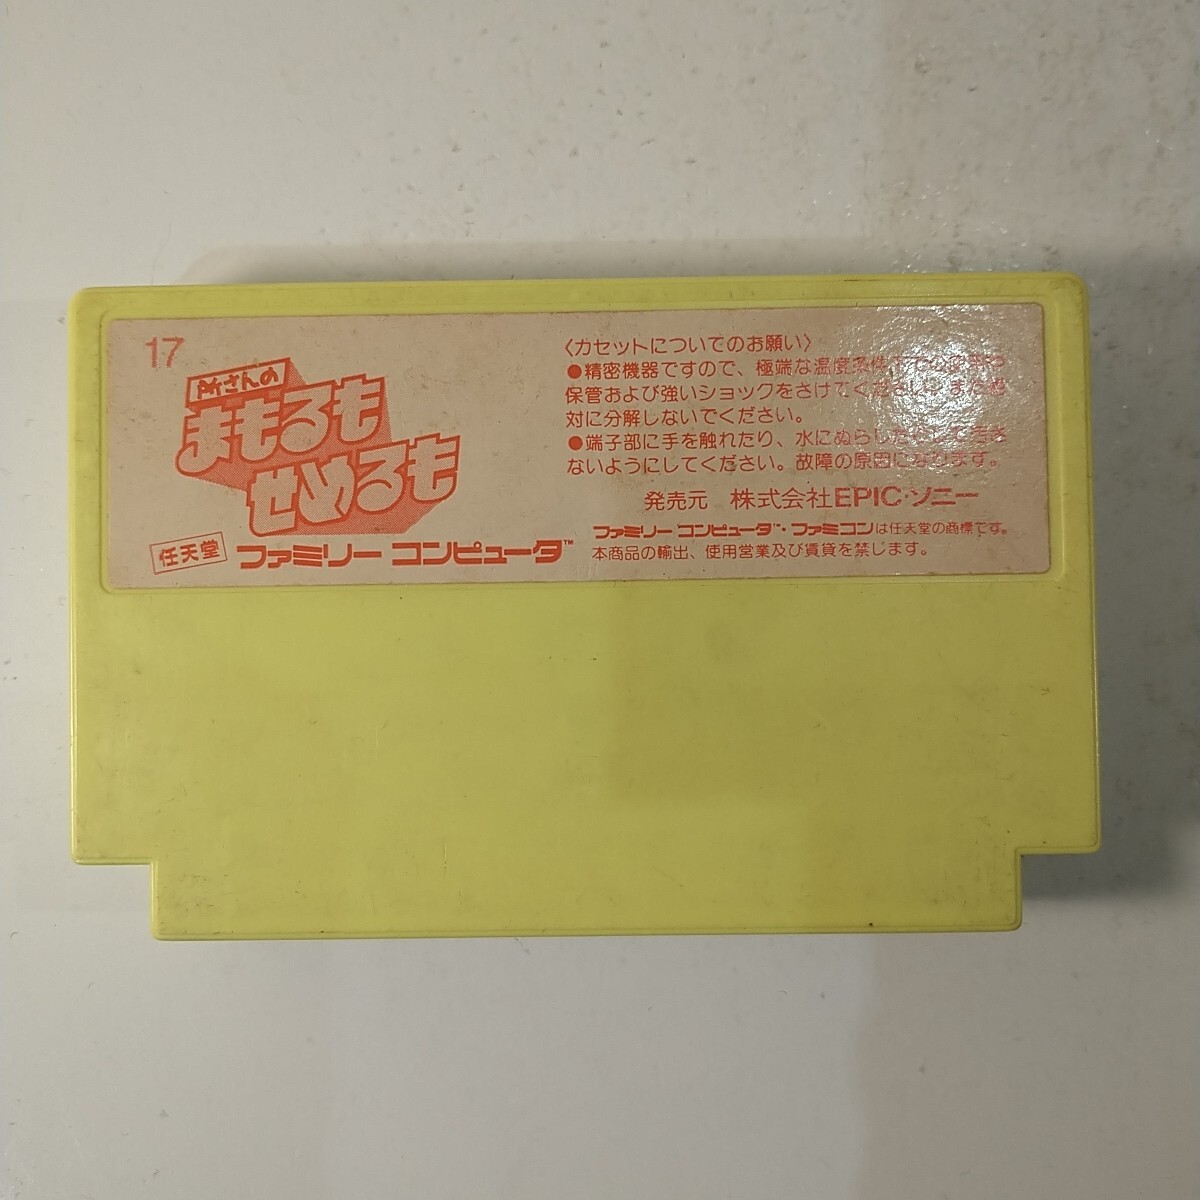 17
所さんの
まもるも
せめるも
任天堂 ファミリー コンピュータ™
〈カセットについてのお願い〉
●精密機器ですので、極端な温度条件下での使用や
保管および強いショックをさけてください。また絶
対に分解しないでください。
●端子部に手を触れたり、水にぬらしたりして汚さ
ないようにしてください。故障の原因になります。
発売元 株式会社EPIC・ソニー
ファミリー コンピュータ™・ファミコンは任天堂の商標です。
本商品の輸出、使用営業及び賃貸を禁じます。